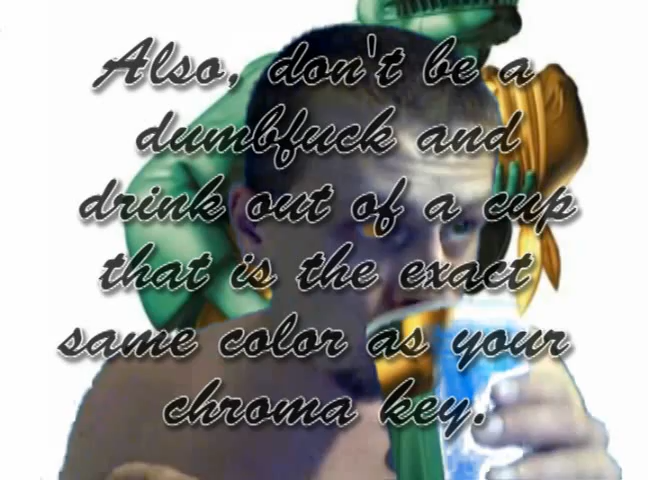 Also, don't be a
dumbfuck and
drink out of a cup
that is the exact
same color as your
chroma key.